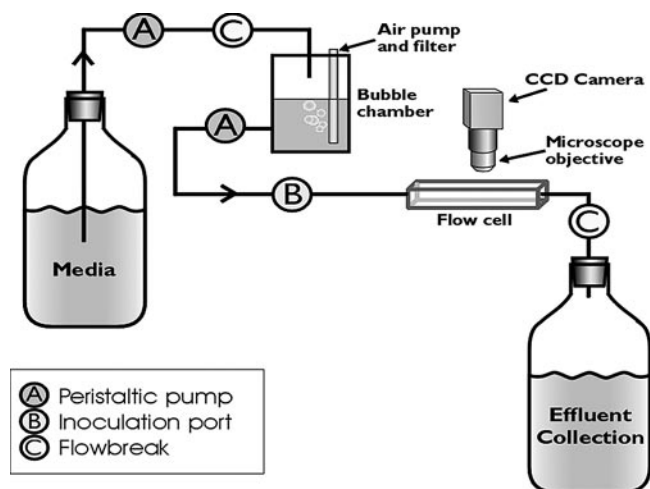 A
C
Air pump
and filter
Bubble
chamber
CCD Camera
A
Microscope
objective
B
Flow cell
C
Media
A Peristaltic pump
B Inoculation port
C Flowbreak
Effluent
Collection